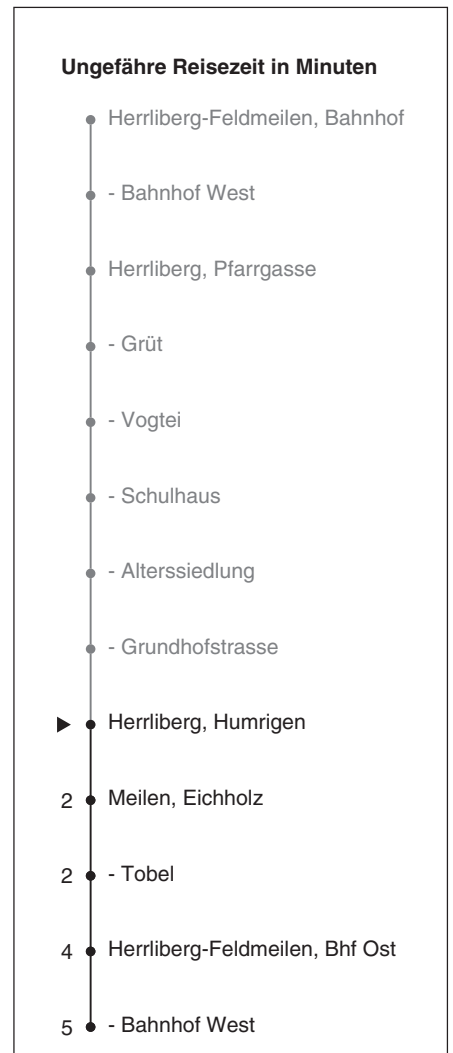 Ungefähre Reisezeit in Minuten
Herrliberg-Feldmeilen, Bahnhof
- Bahnhof West
Herrliberg, Pfarrgasse
- Grüt
- Vogtei
- Schulhaus
- Alterssiedlung
- Grundhofstrasse
Herrliberg, Humrigen
2 Meilen, Eichholz
2 - Tobel
4 Herrliberg-Feldmeilen, Bhf Ost
5 - Bahnhof West